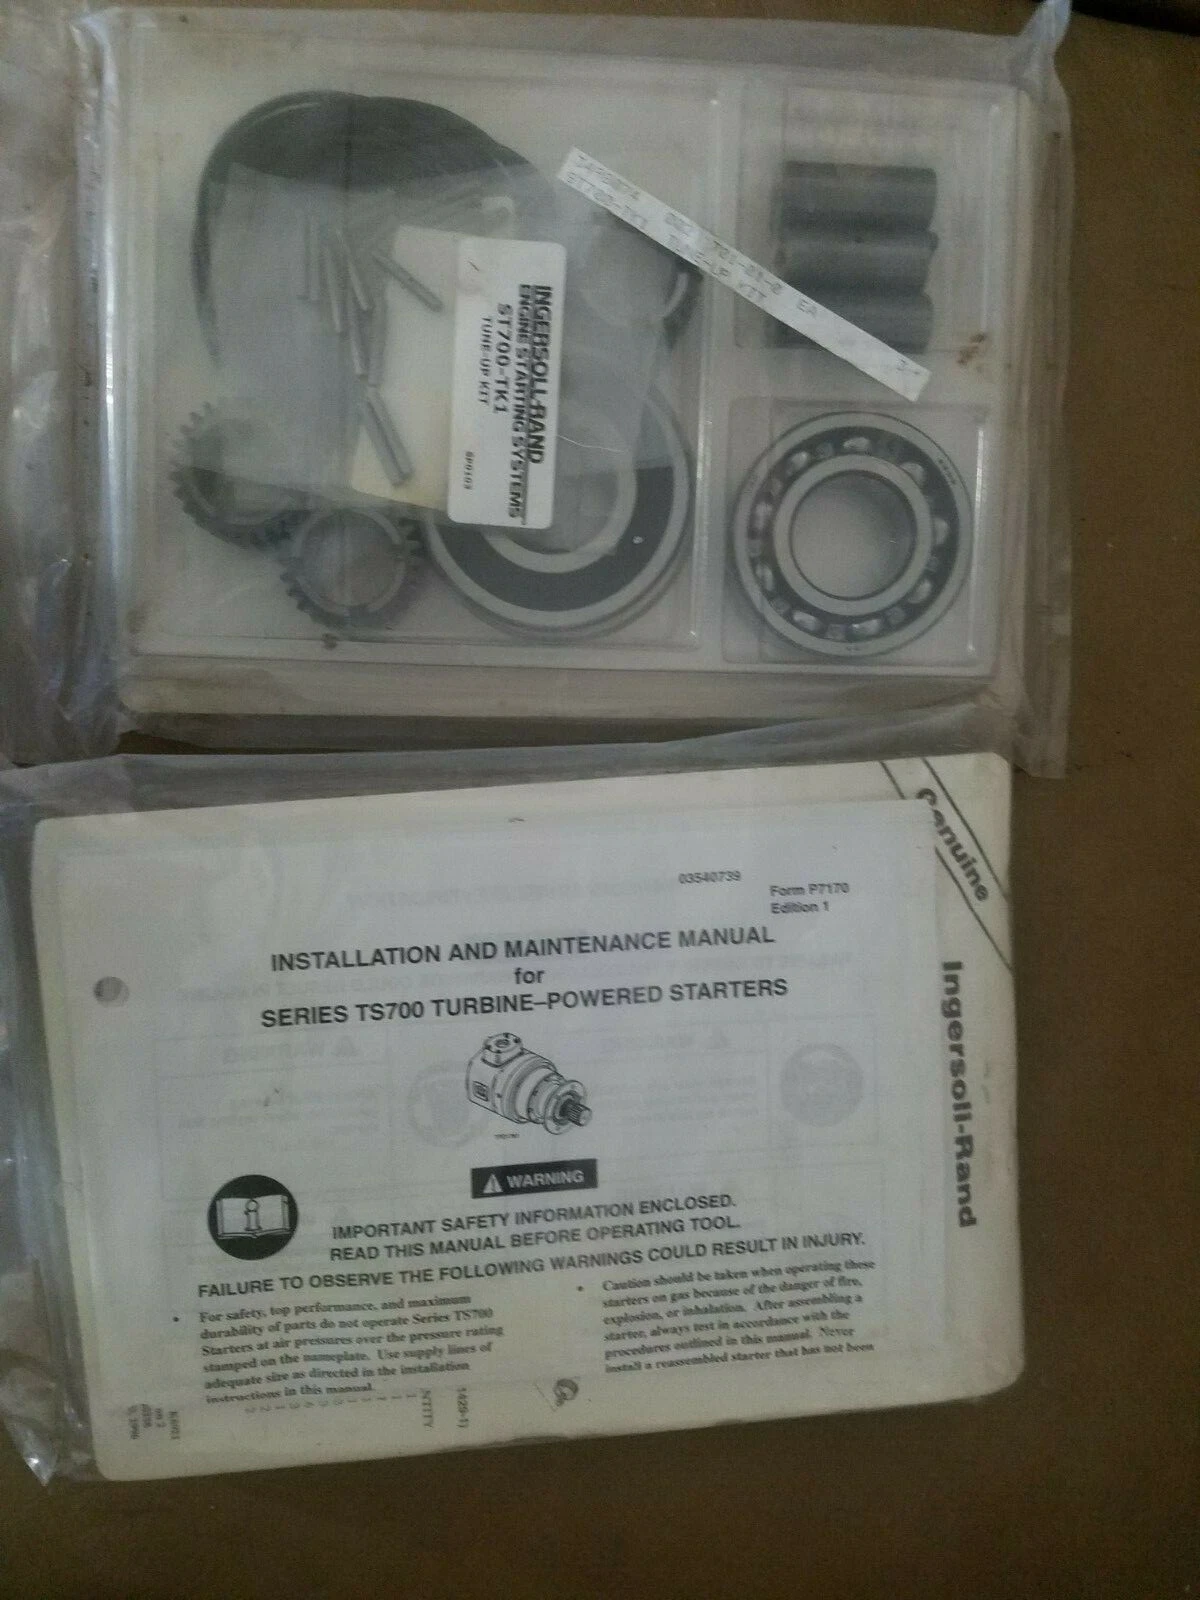 TUNE-UP KIT
EA
INGERSOLL-RAND
ENGINE STARTING SYSTEMS
ST700-TK1
TUNE-UP KIT
Genuine
Ingersoll-Rand
03540739
Form P7170
Edition 1
INSTALLATION AND MAINTENANCE MANUAL
for
SERIES TS700 TURBINE–POWERED STARTERS
WARNING
IMPORTANT SAFETY INFORMATION ENCLOSED.
READ THIS MANUAL BEFORE OPERATING TOOL.
FAILURE TO OBSERVE THE FOLLOWING WARNINGS COULD RESULT IN INJURY.
• For safety, top performance, and maximum
durability of parts do not operate Series TS700
Starters at air pressures over the pressure rating
stamped on the nameplate. Use supply lines of
adequate size as directed in the installation
instructions in this manual.
• Caution should be taken when operating these
starters on gas because of the danger of fire,
explosion, or inhalation. After assembling a
starter, always test in accordance with the
procedures outlined in this manual. Never
install a reassembled starter that has not been